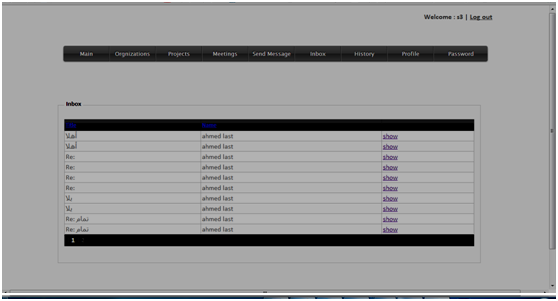 Welcome : s3 | Log out
Main Orgnizations Projects Meetings Send Message Inbox History Profile Password
Inbox
أهلا ahmed last show
أهلا ahmed last show
Re: ahmed last show
Re: ahmed last show
Re: ahmed last show
Re: ahmed last show
يلا ahmed last show
يلا ahmed last show
Re: تمام ahmed last show
Re: تمام ahmed last show
1